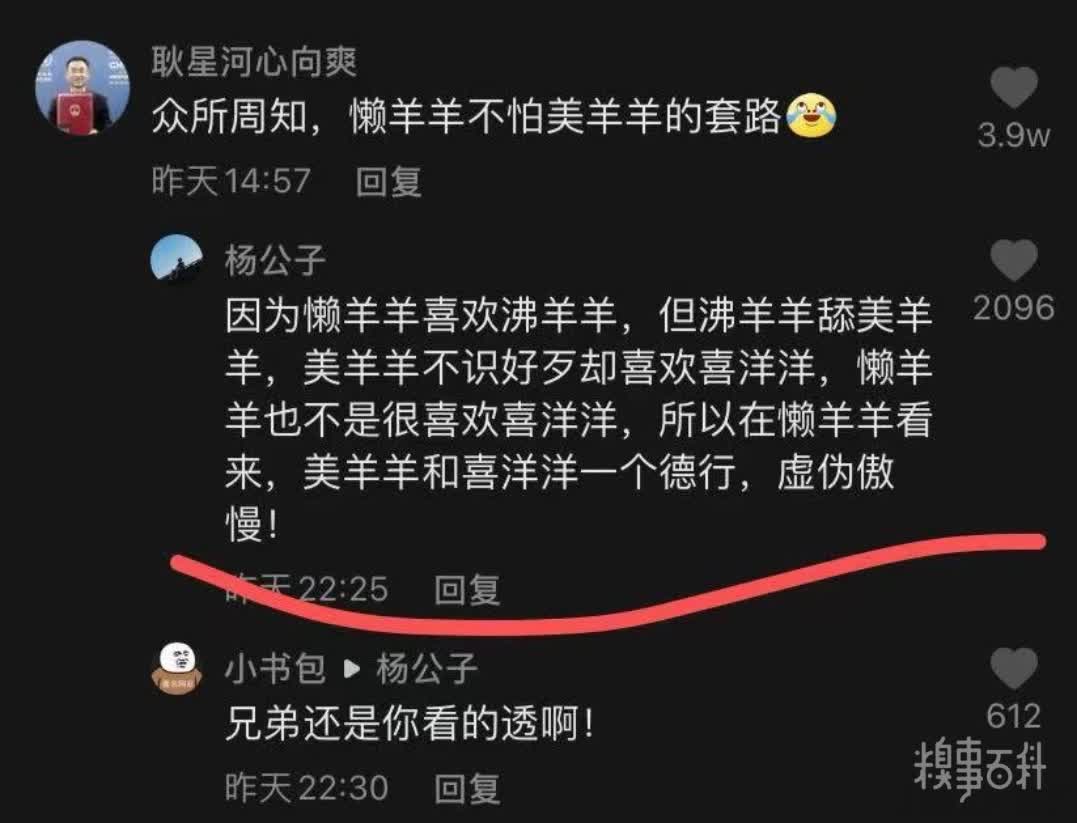 耿星河心向爽
众所周知，懒羊羊不怕美羊羊的套路
3.9w
昨天14:57 回复
杨公子
因为懒羊羊喜欢沸羊羊，但沸羊羊舔美羊
2096
羊，美羊羊不识好歹却喜欢喜洋洋，懒羊
羊也不是很喜欢喜洋洋，所以在懒羊羊看
来，美羊羊和喜洋洋一个德行，虚伪傲
慢！
昨天22:25 回复
小书包 ▶ 杨公子
兄弟还是你看的透啊！
612
昨天22:30 回复
糗事百科